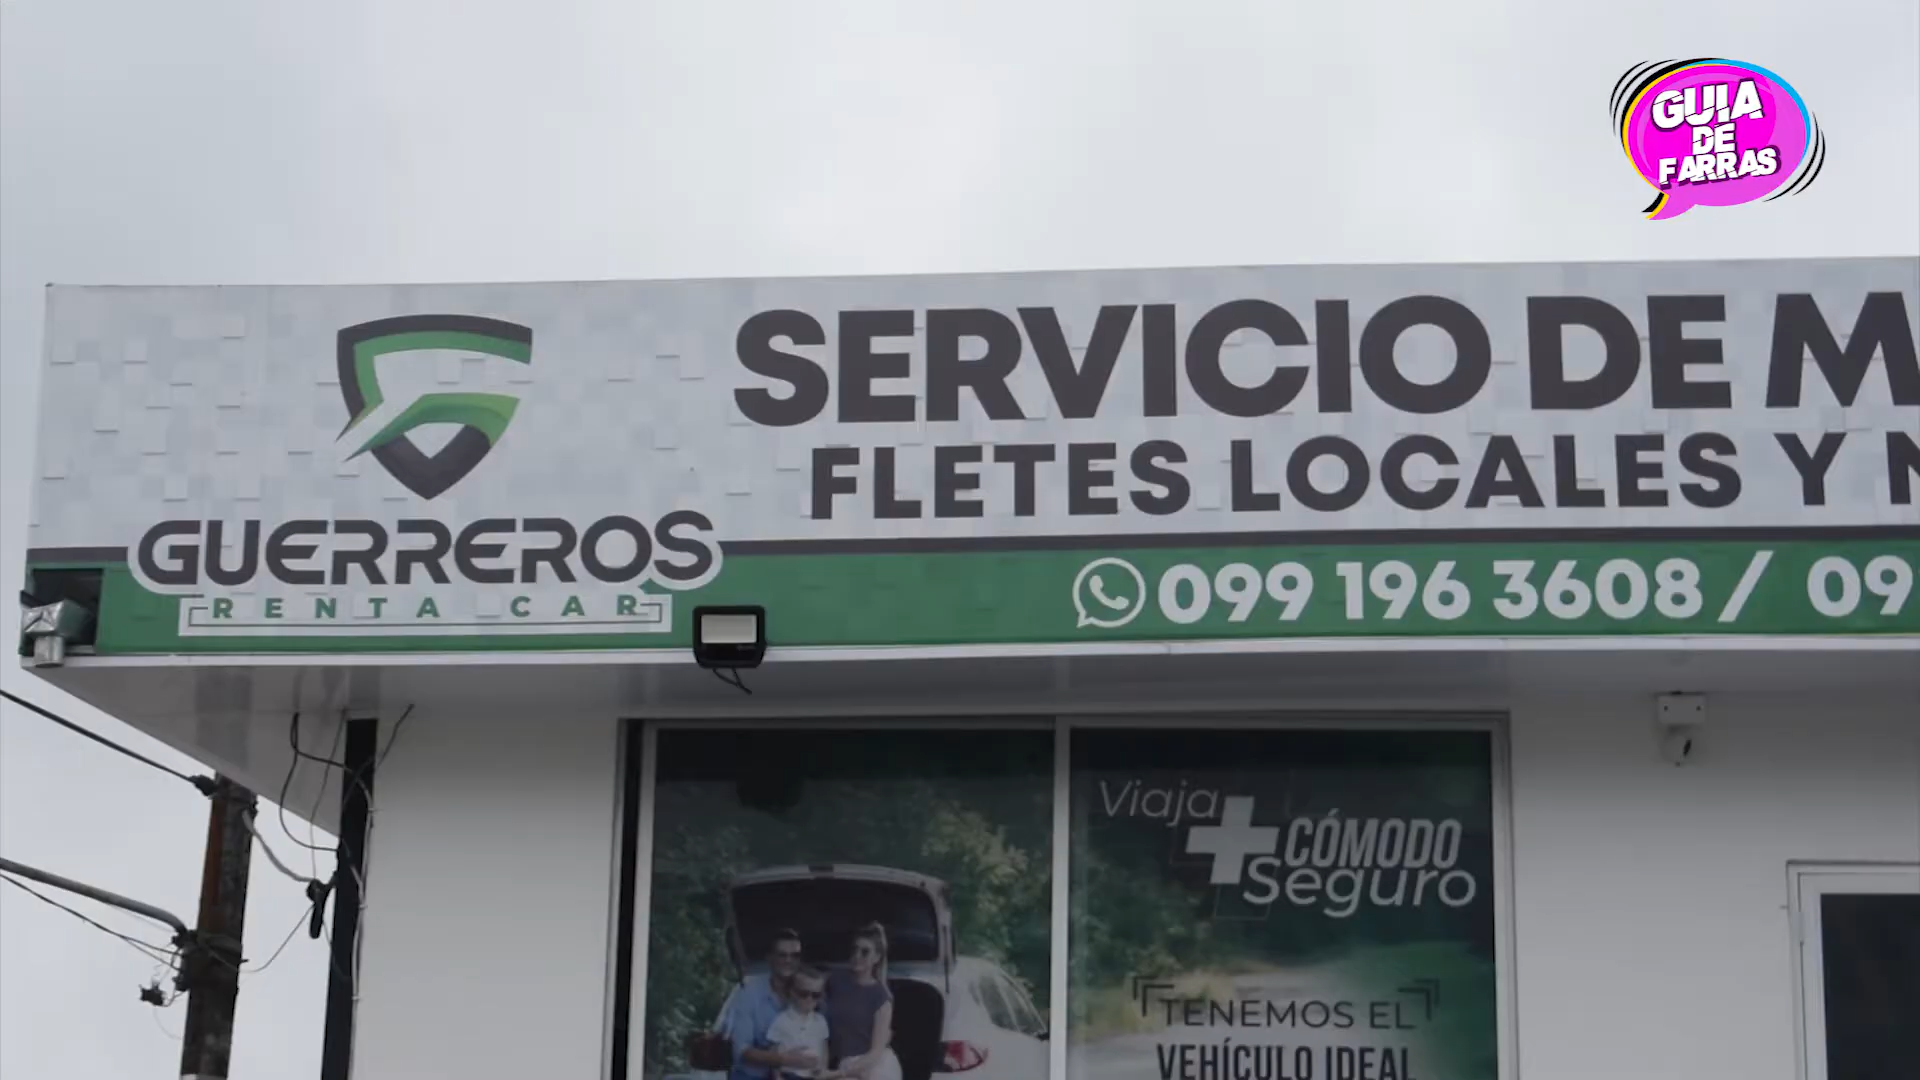 GUIA
DE
FARRAS
SERVICIO DE M
FLETES LOCALES Y N
GUERREROS
RENTA CAR
099 196 3608 / 09
Viaja
+ CÓMODO
Seguro
TENEMOS EL
VEHÍCULO IDEAL